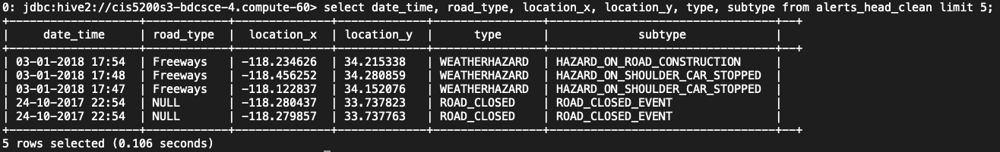 0: jdbc:hive2://cis5200s3-bdcsce-4.compute-60> select date_time, road_type, location_x, location_y, type, subtype from alerts_head_clean limit 5;
+-------------------+------------+--------------+-------------+----------------+---------------------------------+--+
|     date_time     | road_type  |  location_x  | location_y  |      type      |             subtype             |
+-------------------+------------+--------------+-------------+----------------+---------------------------------+--+
| 03-01-2018 17:54  | Freeways   | -118.234626  | 34.215338   | WEATHERHAZARD  | HAZARD_ON_ROAD_CONSTRUCTION     |
| 03-01-2018 17:48  | Freeways   | -118.456252  | 34.280859   | WEATHERHAZARD  | HAZARD_ON_SHOULDER_CAR_STOPPED  |
| 03-01-2018 17:47  | Freeways   | -118.122837  | 34.152076   | WEATHERHAZARD  | HAZARD_ON_SHOULDER_CAR_STOPPED  |
| 24-10-2017 22:54  | NULL       | -118.280437  | 33.737823   | ROAD_CLOSED    | ROAD_CLOSED_EVENT               |
| 24-10-2017 22:54  | NULL       | -118.279857  | 33.737763   | ROAD_CLOSED    | ROAD_CLOSED_EVENT               |
+-------------------+------------+--------------+-------------+----------------+---------------------------------+--+
5 rows selected (0.106 seconds)